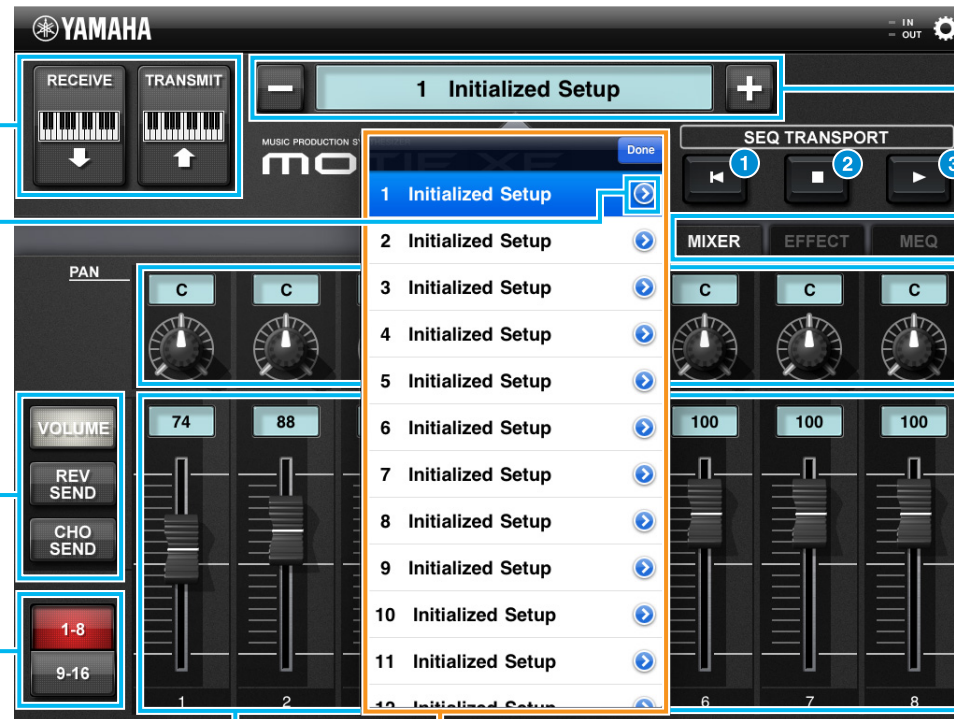 YAMAHA
IN
OUT
RECEIVE
TRANSMIT
1 Initialized Setup
MUSIC PRODUCTION
Done
SEQ TRANSPORT
1
2
3
1 Initialized Setup
2 Initialized Setup
3 Initialized Setup
4 Initialized Setup
5 Initialized Setup
6 Initialized Setup
7 Initialized Setup
8 Initialized Setup
9 Initialized Setup
10 Initialized Setup
11 Initialized Setup
12 Initialized Setup
MIXER
EFFECT
MEQ
PAN
C
C
C
C
C
VOLUME
74
88
100
100
100
REV
SEND
CHO
SEND
1-8
9-16
1
2
6
7
8